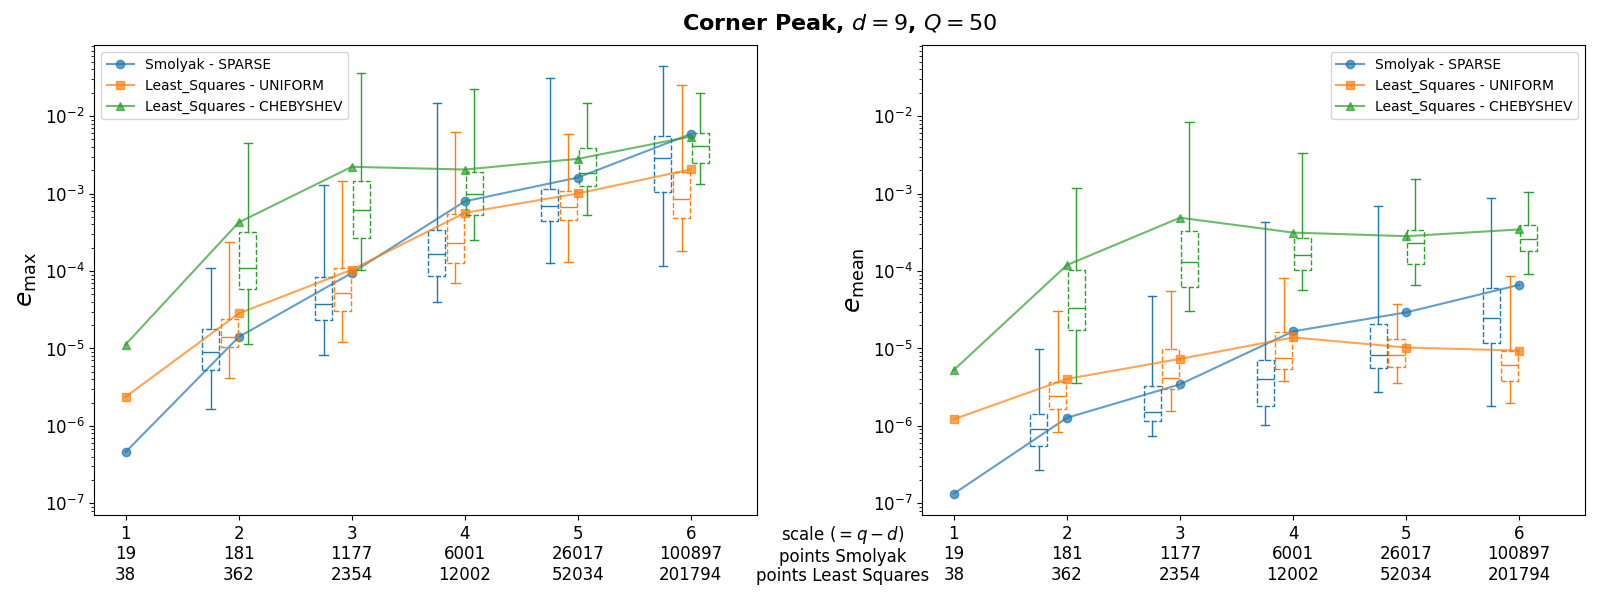 Corner Peak, d = 9, Q = 50
Smolyak - SPARSE
Least_Squares - UNIFORM
Least_Squares - CHEBYSHEV
e_max
10^-2
10^-3
10^-4
10^-5
10^-6
10^-7
1 2 3 4 5 6
19 181 1177 6001 26017 100897
38 362 2354 12002 52034 201794
scale (= q − d)
points Smolyak
points Least Squares
Smolyak - SPARSE
Least_Squares - UNIFORM
Least_Squares - CHEBYSHEV
e_mean
10^-2
10^-3
10^-4
10^-5
10^-6
10^-7
1 2 3 4 5 6
19 181 1177 6001 26017 100897
38 362 2354 12002 52034 201794